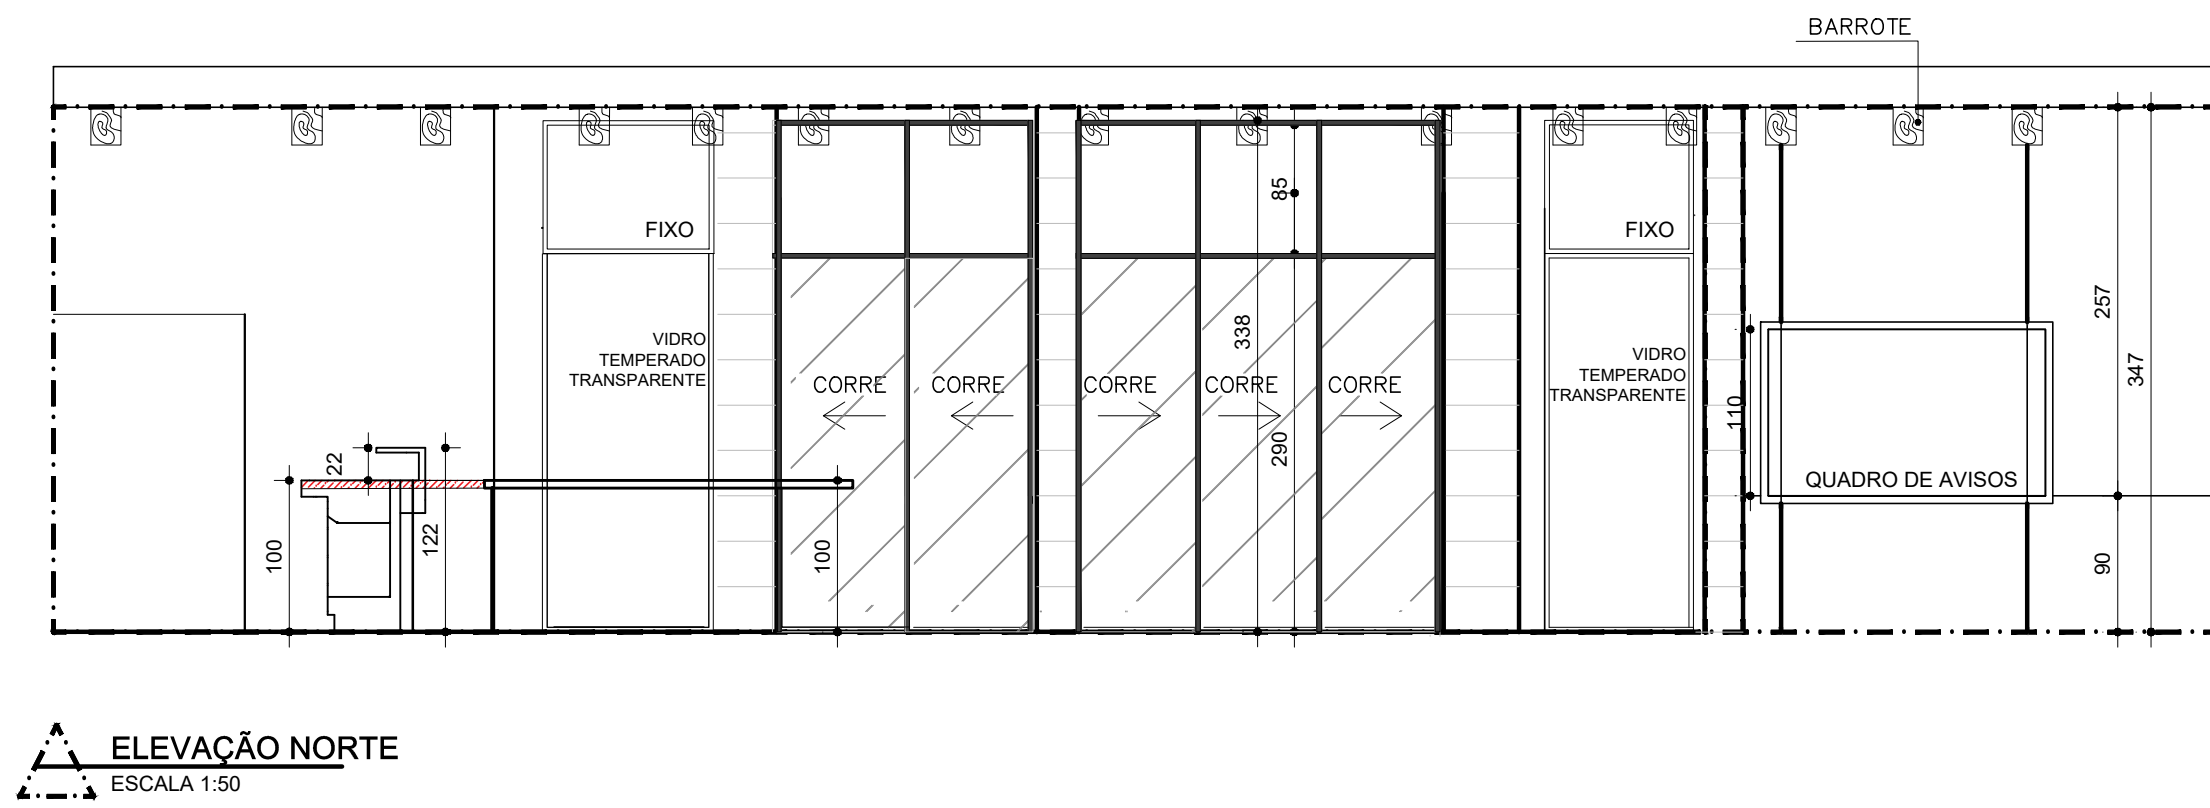 BARROTE
85
FIXO
FIXO
257
338
VIDRO
TEMPERADO
TRANSPARENTE
VIDRO
TEMPERADO
TRANSPARENTE
347
CORRE
CORRE
CORRE
CORRE
CORRE
110
290
22
QUADRO DE AVISOS
122
100
100
90
ELEVAÇÃO NORTE
ESCALA 1:50